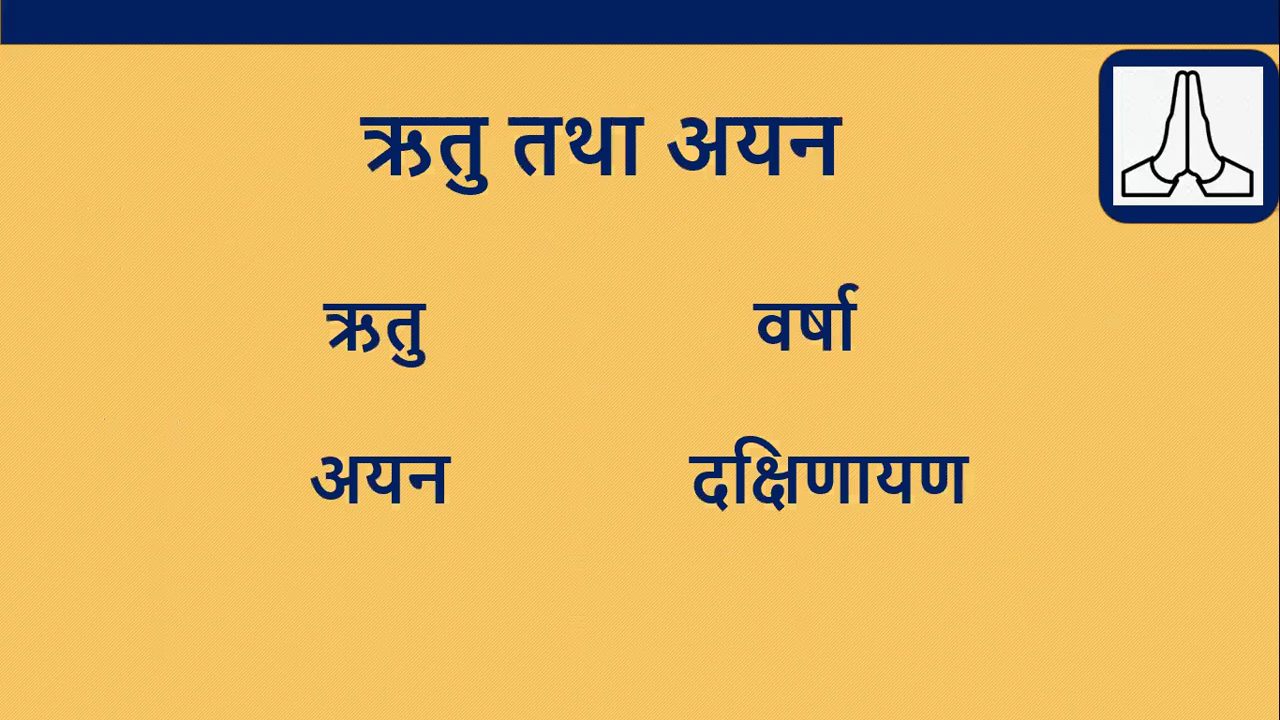 ऋतु तथा अयन
ऋतु वर्षा
अयन दक्षिणायण